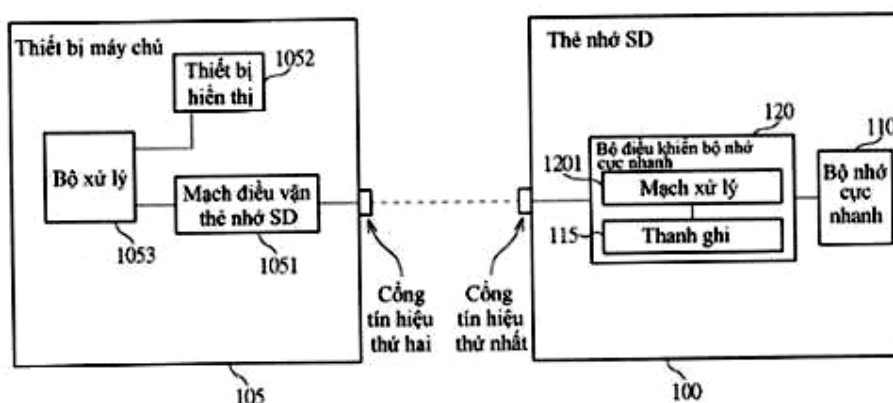 Thiết bị máy chủ
1052
Thiết bị
hiển thị
Bộ xử lý
1053
Mạch điều vận
thẻ nhớ SD
1051
Cổng
tín hiệu
thứ hai
105
Thẻ nhớ SD
120
Bộ điều khiển bộ nhớ
cực nhanh
1201
Mạch xử lý
115
Thanh ghi
110
Bộ nhớ
cực nhanh
Cổng
tín hiệu
thứ nhất
100